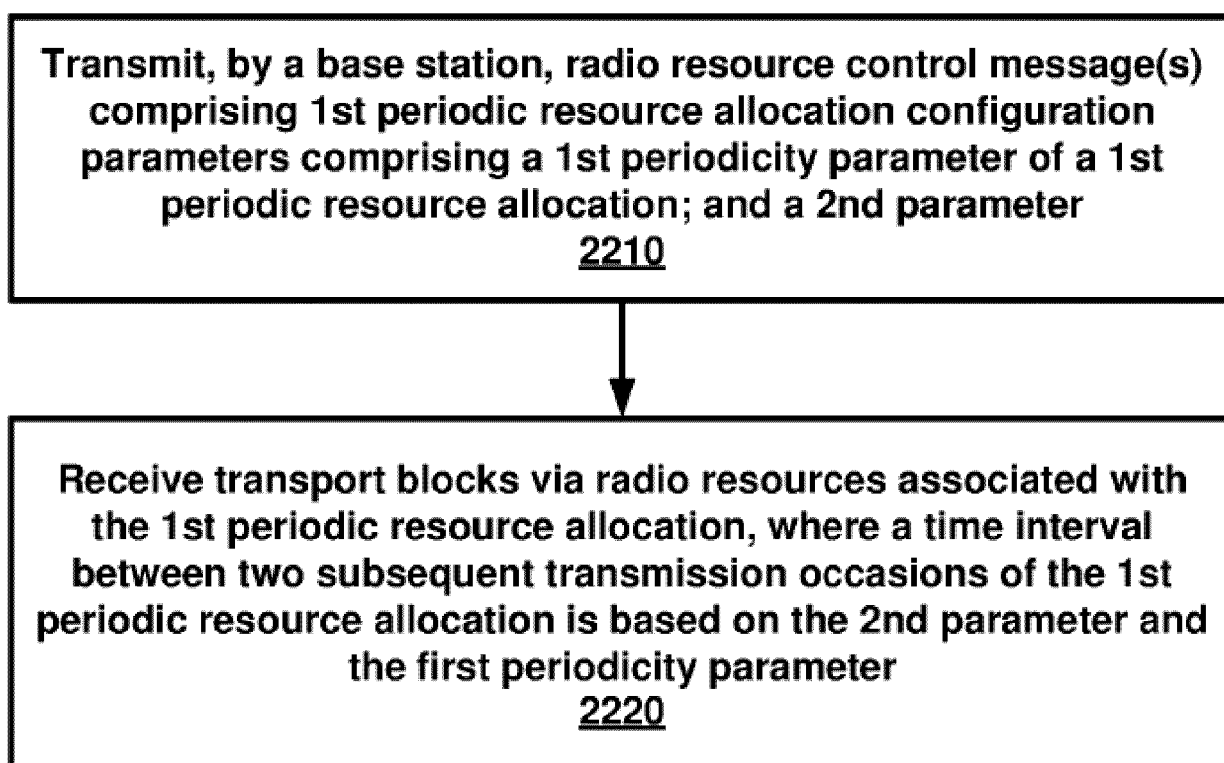 Transmit, by a base station, radio resource control message(s)
comprising 1st periodic resource allocation configuration
parameters comprising a 1st periodicity parameter of a 1st
periodic resource allocation; and a 2nd parameter
2210
Receive transport blocks via radio resources associated with
the 1st periodic resource allocation, where a time interval
between two subsequent transmission occasions of the 1st
periodic resource allocation is based on the 2nd parameter and
the first periodicity parameter
2220